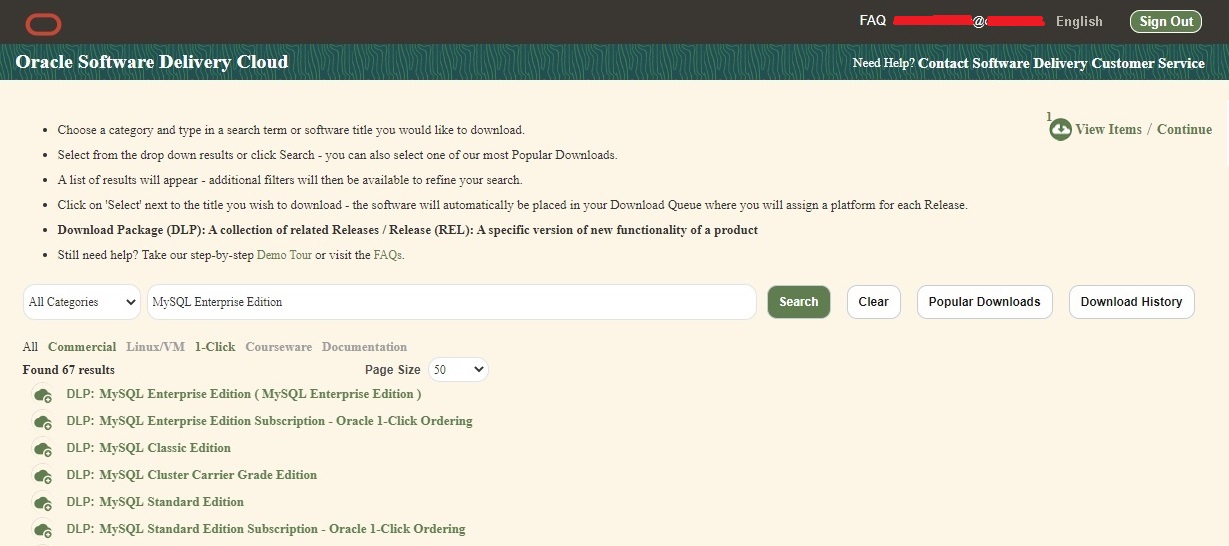 FAQ @ English Sign Out
Oracle Software Delivery Cloud
Need Help? Contact Software Delivery Customer Service
1
View Items / Continue
• Choose a category and type in a search term or software title you would like to download.
• Select from the drop down results or click Search - you can also select one of our most Popular Downloads.
• A list of results will appear - additional filters will then be available to refine your search.
• Click on 'Select' next to the title you wish to download - the software will automatically be placed in your Download Queue where you will assign a platform for each Release.
• Download Package (DLP): A collection of related Releases / Release (REL): A specific version of new functionality of a product
• Still need help? Take our step-by-step Demo Tour or visit the FAQs.
All Categories MySQL Enterprise Edition Search Clear Popular Downloads Download History
All Commercial Linux/VM 1-Click Courseware Documentation
Found 67 results Page Size 50
DLP: MySQL Enterprise Edition ( MySQL Enterprise Edition )
DLP: MySQL Enterprise Edition Subscription - Oracle 1-Click Ordering
DLP: MySQL Classic Edition
DLP: MySQL Cluster Carrier Grade Edition
DLP: MySQL Standard Edition
DLP: MySQL Standard Edition Subscription - Oracle 1-Click Ordering